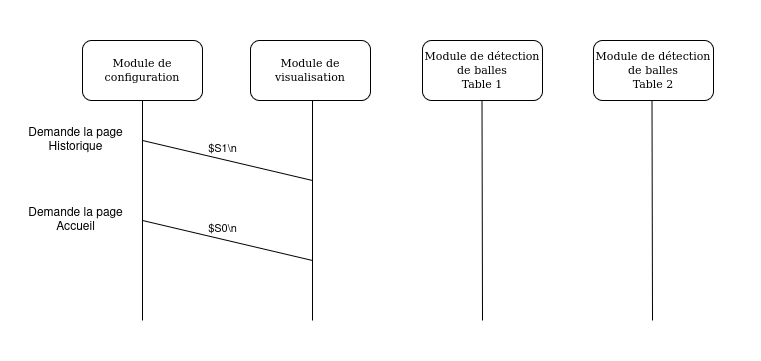 Module de
configuration
Module de
visualisation
Module de détection
de balles
Table 1
Module de détection
de balles
Table 2
Demande la page
Historique
$S1\n
Demande la page
Accueil
$S0\n